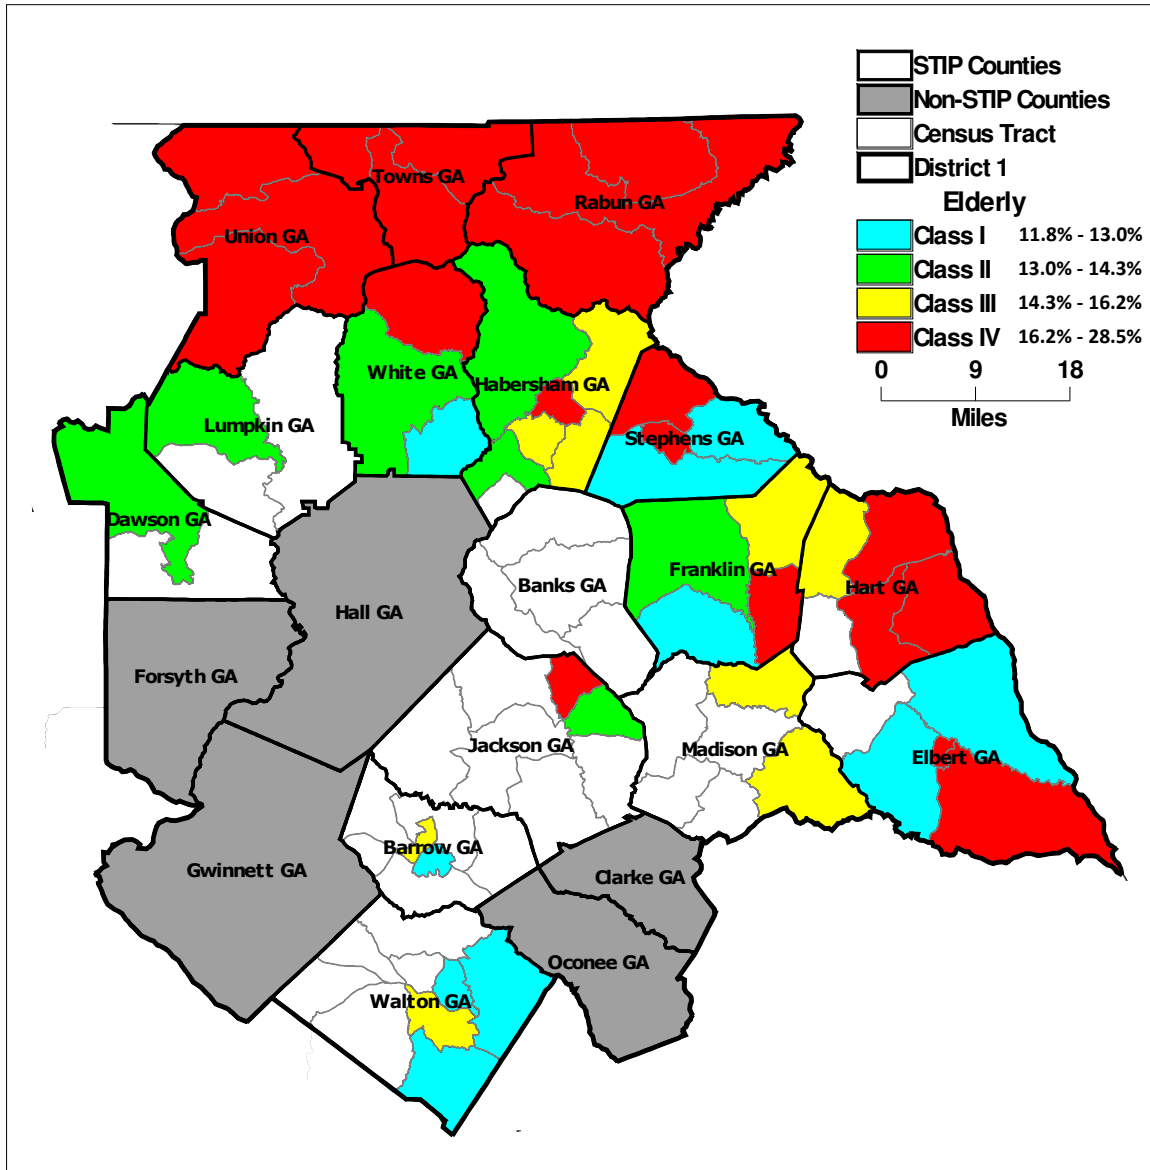 STIP Counties
Non-STIP Counties
Census Tract
District 1
Elderly
Class I 11.8% - 13.0%
Class II 13.0% - 14.3%
Class III 14.3% - 16.2%
Class IV 16.2% - 28.5%
0 9 18
Miles
Towns GA
Rabun GA
Union GA
White GA
Habersham GA
Lumpkin GA
Stephens GA
Dawson GA
Franklin GA
Banks GA
Hart GA
Hall GA
Forsyth GA
Jackson GA
Madison GA
Elbert GA
Barrow GA
Gwinnett GA
Clarke GA
Oconee GA
Walton GA